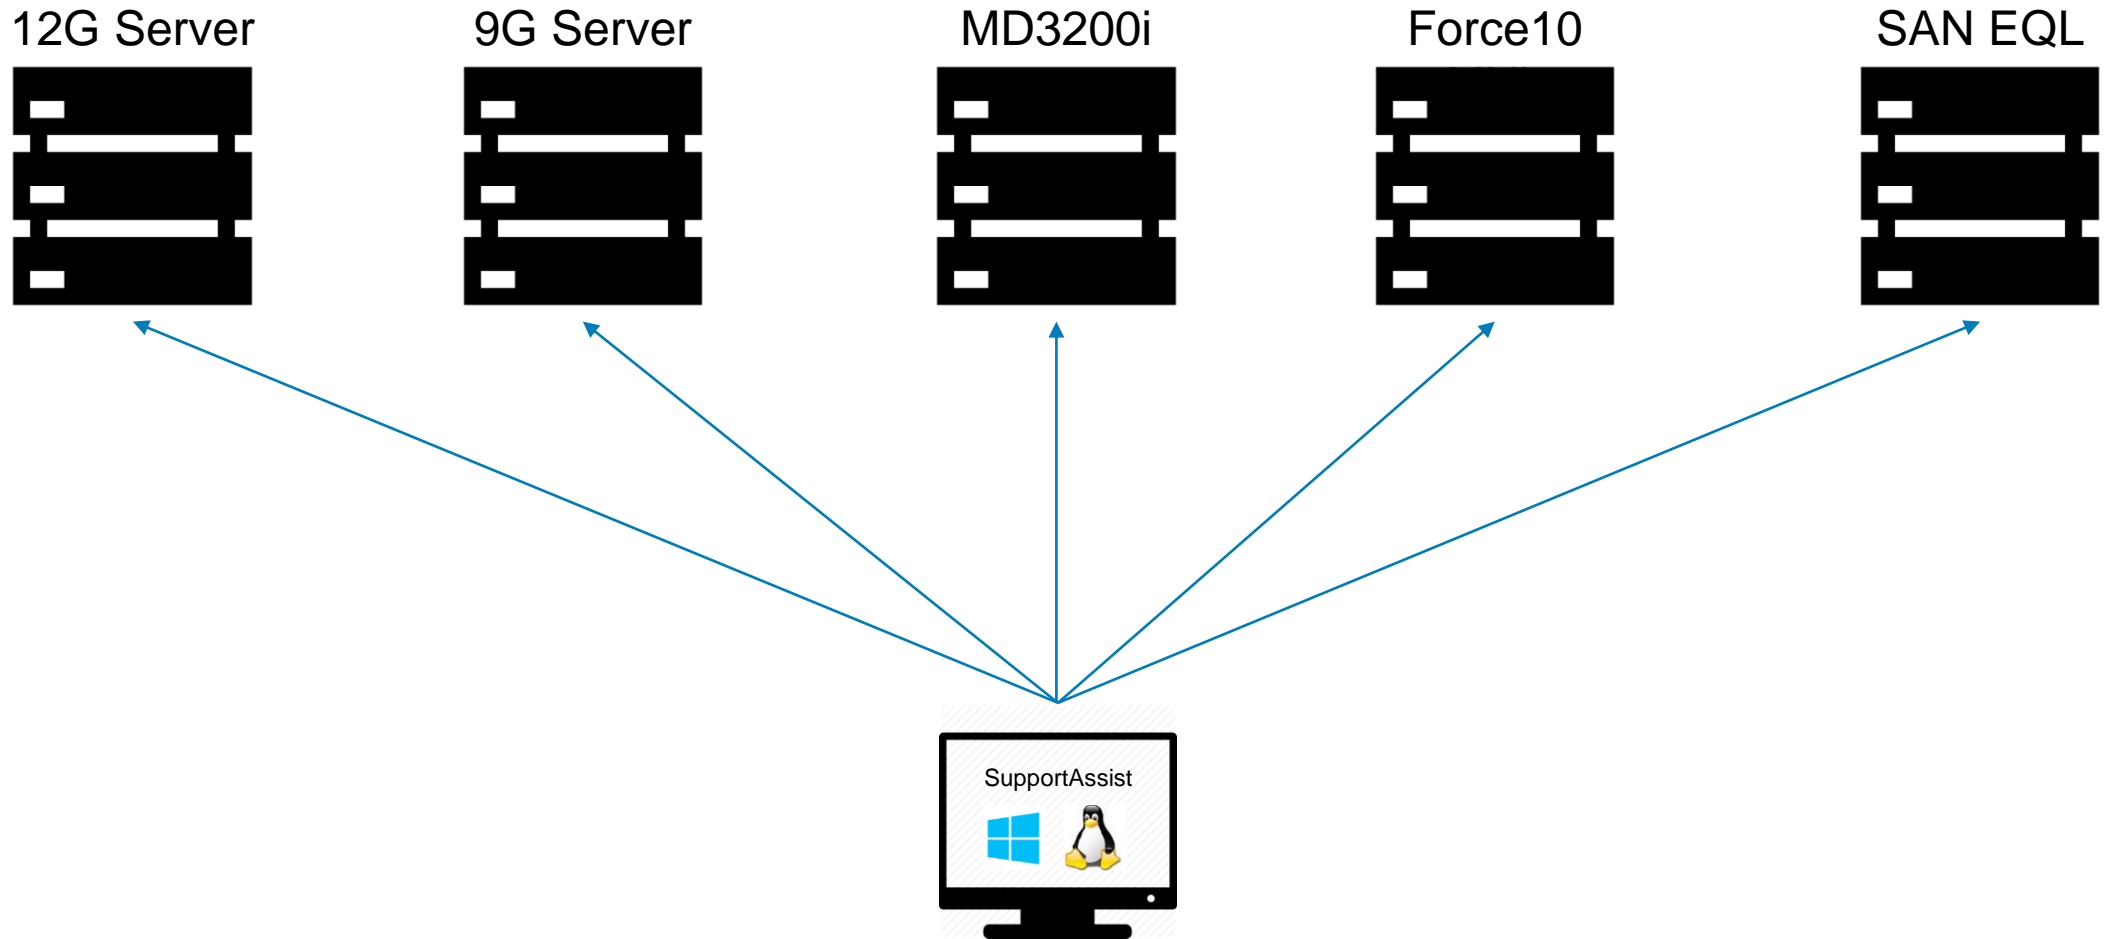 12G Server
9G Server
MD3200i
Force10
SAN EQL
SupportAssist